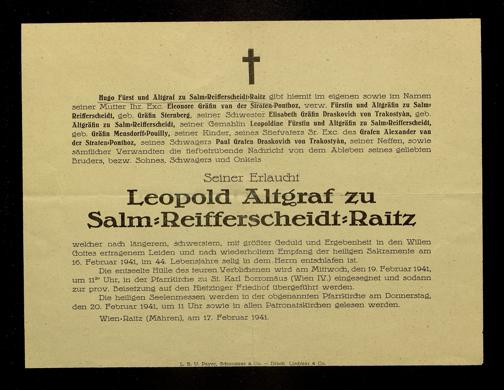 Hugo Fürst und Altgraf zu Salm-Reifferscheidt-Raitz gibt hiemit im eigenen sowie im Namen
seiner Mutter Ihr. Exc. Eleonore Gräfin van der Straten-Ponthoz, verw. Fürstin und Altgräfin zu Salm-
Reifferscheidt, geb. Gräfin Sternberg, seiner Schwester Elisabeth Gräfin Draskovich von Trakostyán, geb.
Altgräfin zu Salm-Reifferscheidt, seiner Gemahlin Leopoldine Fürstin und Altgräfin zu Salm-Reifferscheidt,
geb. Gräfin Mensdorff-Pouilly, seiner Kinder, seines Stiefvaters Sr. Exc. des Grafen Alexander van
der Straten-Ponthoz, seines Schwagers Paul Grafen Draskovich von Trakostyán, seiner Neffen, sowie
sämtlicher Verwandten die tiefbetrübende Nachricht von dem Ableben seines geliebten
Bruders, bezw. Sohnes, Schwagers und Onkels
Seiner Erlaucht
Leopold Altgraf zu
Salm-Reifferscheidt-Raitz
welcher nach längerem, schwerstem, mit größter Geduld und Ergebenheit in den Willen
Gottes ertragenem Leiden und nach wiederholtem Empfang der heiligen Sakramente am
16. Februar 1941, im 44. Lebensjahre selig in dem Herrn entschlafen ist.
Die entseelte Hülle des teuren Verblichenen wird am Mittwoch, den 19. Februar 1941,
um 11 Uhr, in der Pfarrkirche zu St. Karl Borromäus (Wien IV.) eingesegnet und sodann
zur prov. Beisetzung auf den Hietzinger Friedhof übergeführt werden.
Die heiligen Seelenmessen werden in der obgenannten Pfarrkirche am Donnerstag,
den 20. Februar 1941, um 11 Uhr sowie in allen Patronatskirchen gelesen werden.
Wien-Raitz (Mähren), am 17. Februar 1941.